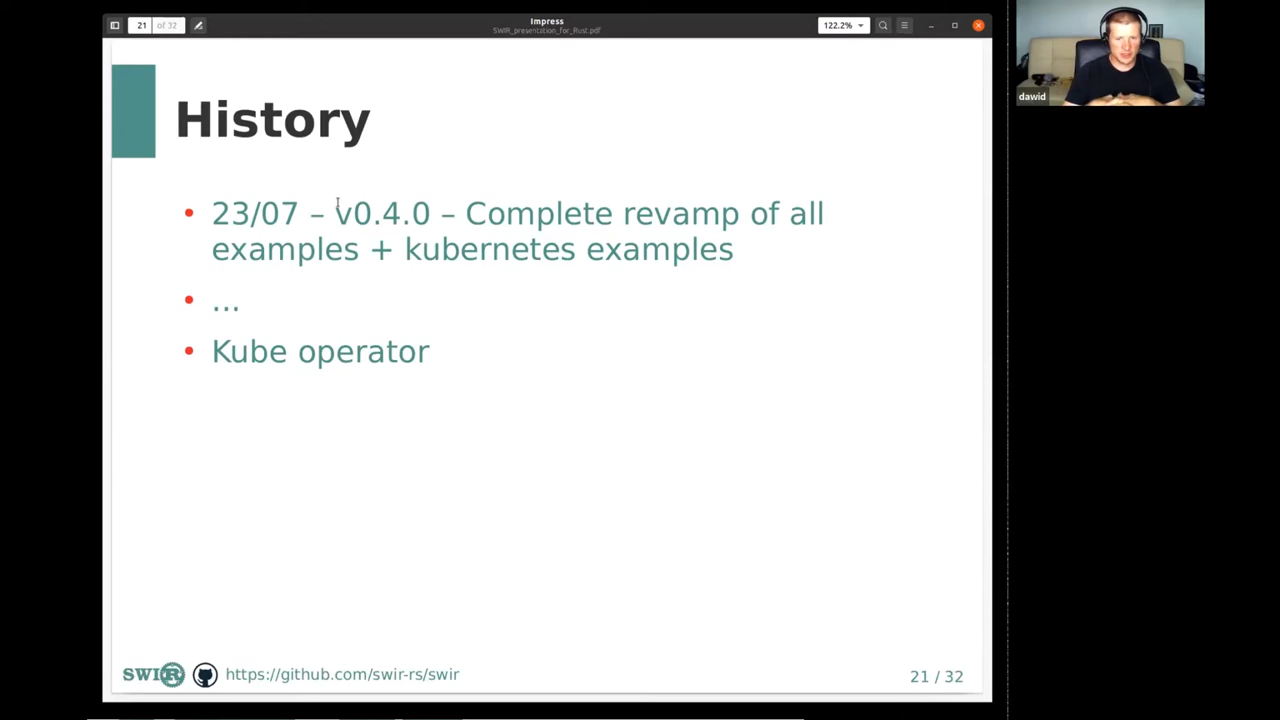 21 of 32
Impress
SWIR_presentation_for_Rust.pdf
122.2%
dawid
History
23/07 – v0.4.0 – Complete revamp of all
examples + kubernetes examples
...
Kube operator
SWIR
https://github.com/swir-rs/swir
21 / 32